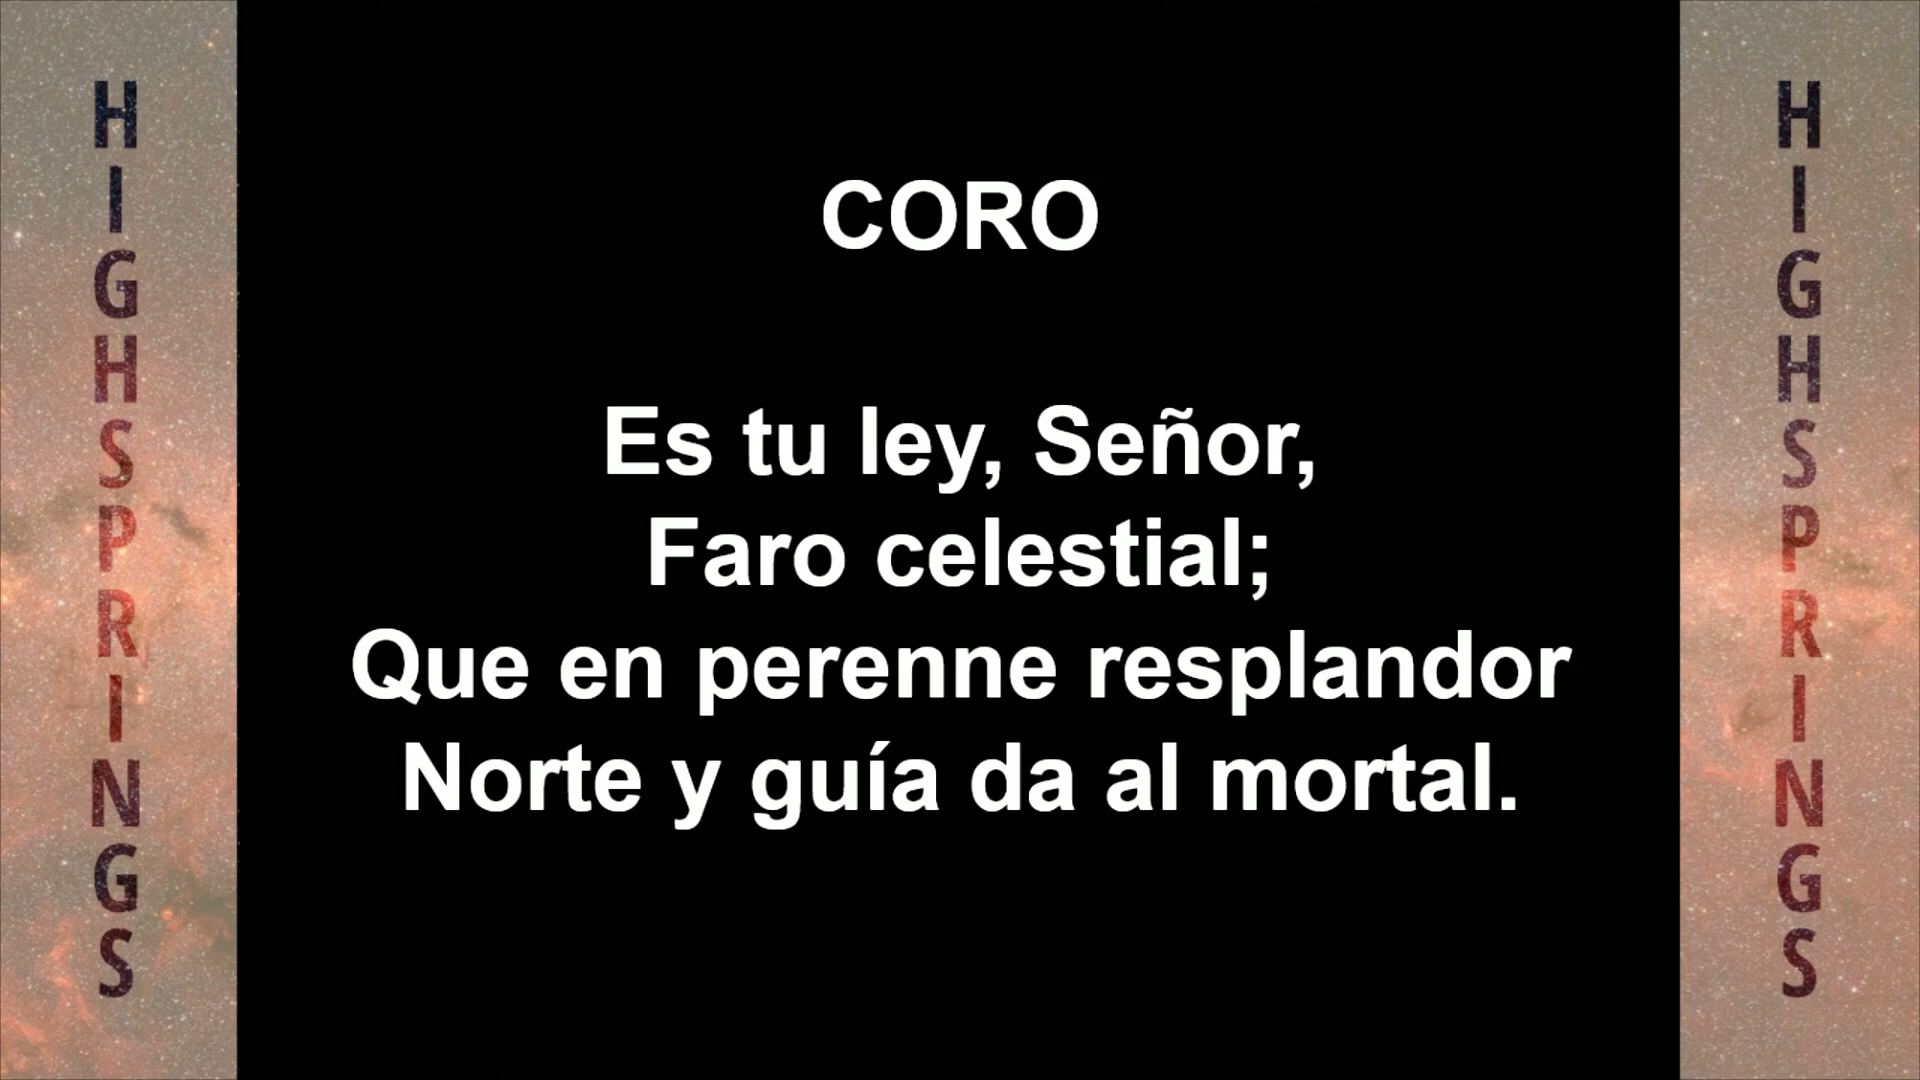 HIGHSPRINGS
CORO
Es tu ley, Señor,
Faro celestial;
Que en perenne resplandor
Norte y guía da al mortal.
HIGHSPRINGS